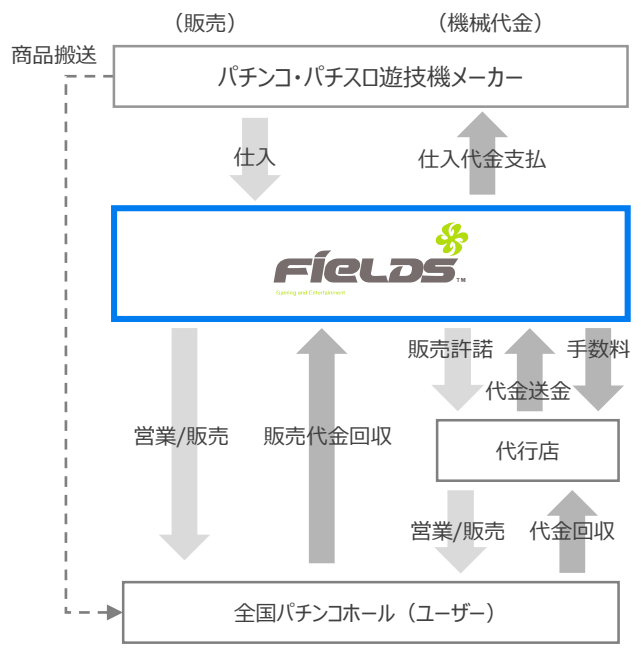 （販売）
（機械代金）
商品搬送
パチンコ・パチスロ遊技機メーカー
仕入
仕入代金支払
FIELDS™
Gaming and Entertainment
販売許諾
手数料
代金送金
営業/販売
販売代金回収
代行店
営業/販売
代金回収
全国パチンコホール（ユーザー）